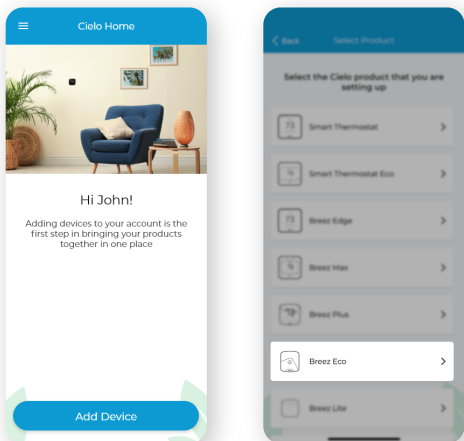 Cielo Home
Hi John!
Adding devices to your account is the
first step in bringing your products
together in one place
Add Device
Back
Select Product
Select the Cielo product that you are
setting up
Smart Thermostat
Smart Thermostat Eco
Breez Edge
Breez Max
Breez Plus
Breez Eco
Breez Lite